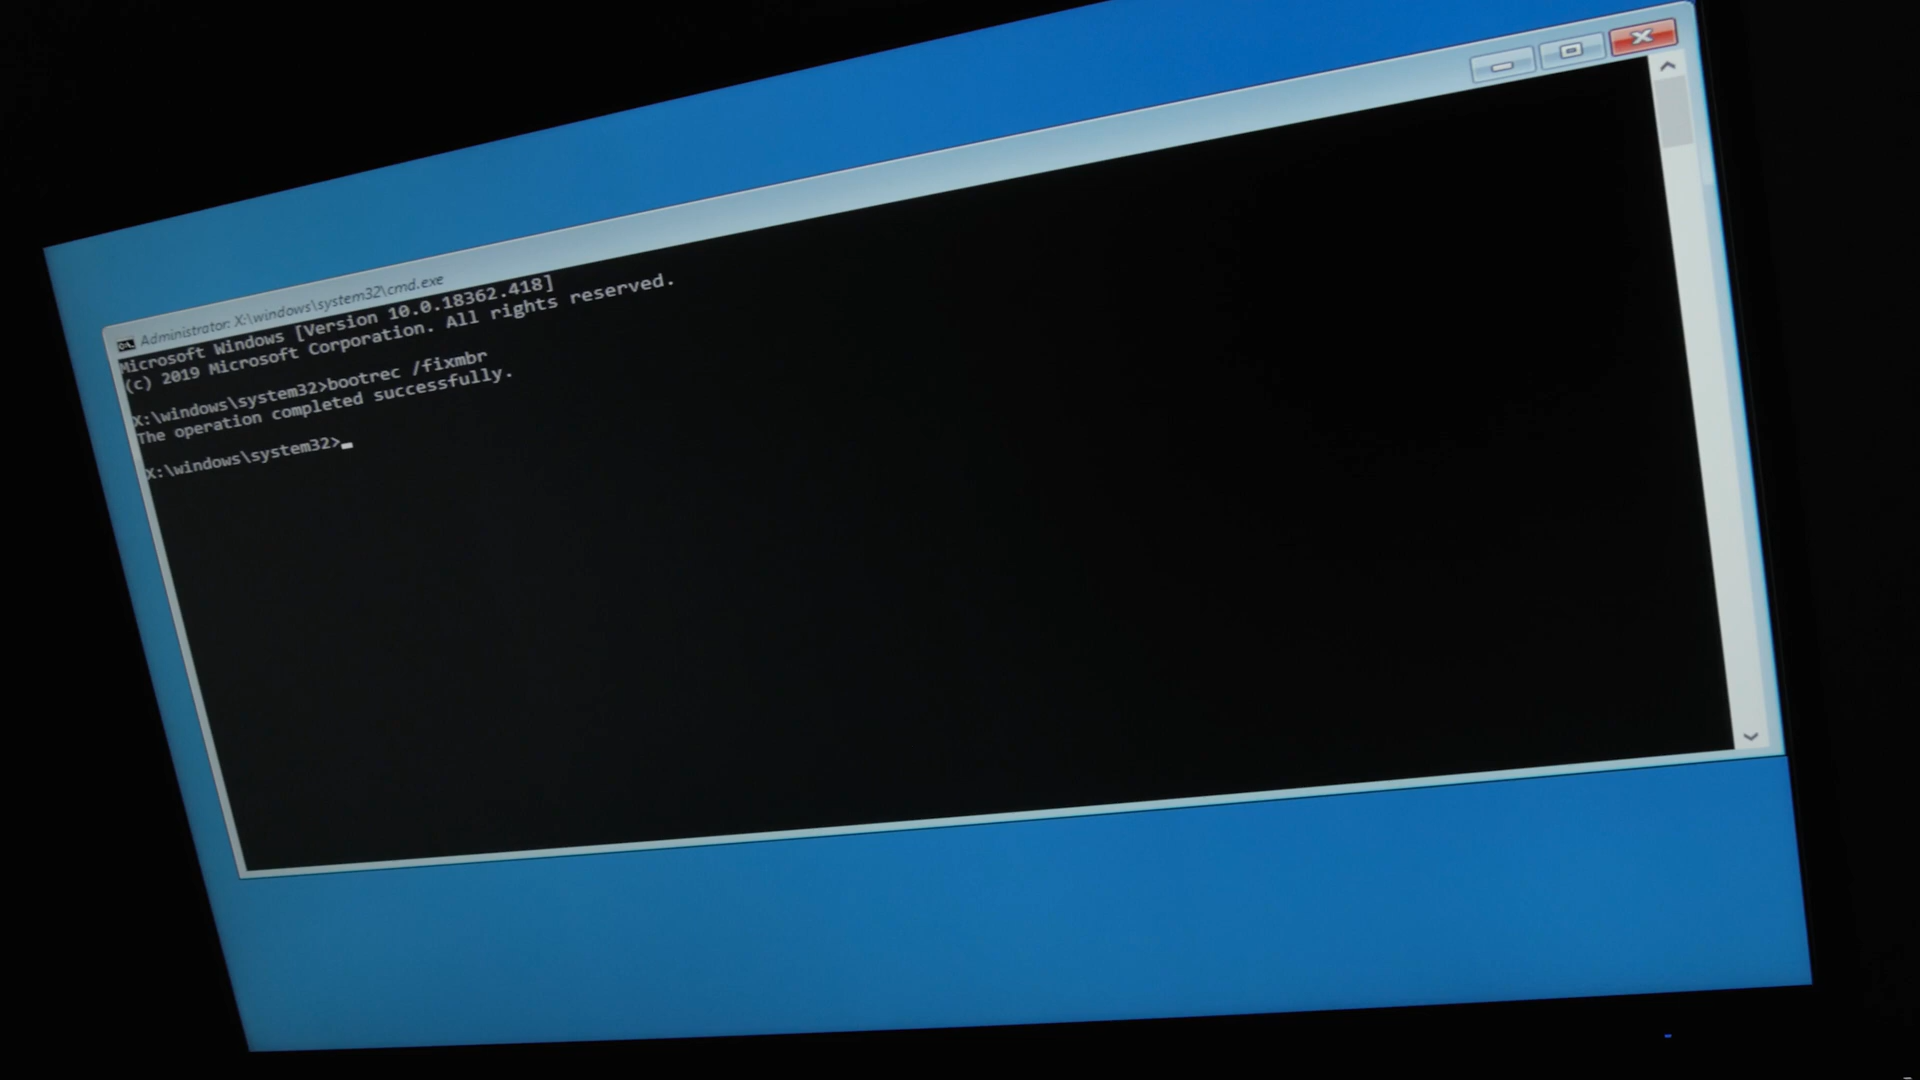 Administrator: X:\windows\system32\cmd.exe
Microsoft Windows [Version 10.0.18362.418]
(c) 2019 Microsoft Corporation. All rights reserved.
X:\windows\system32>bootrec /fixmbr
The operation completed successfully.
X:\windows\system32>